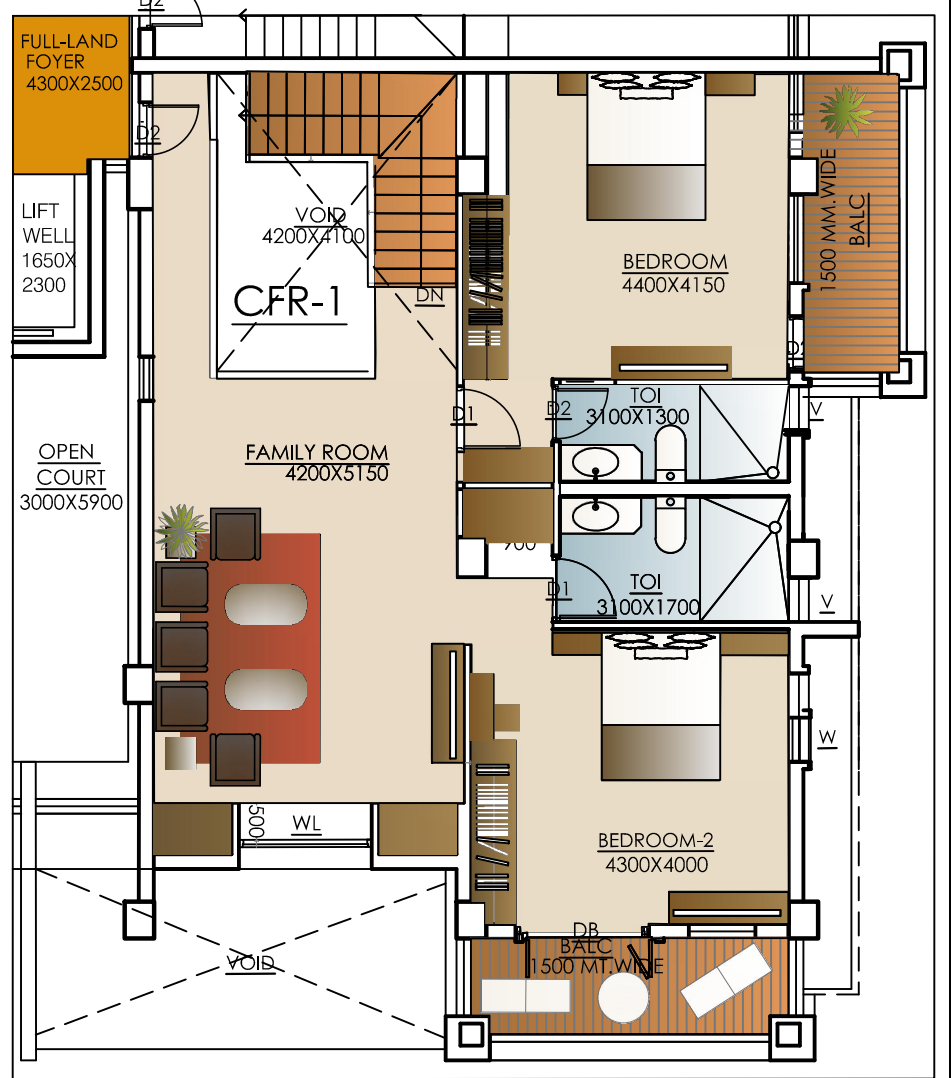 D2
FULL-LAND
FOYER
4300X2500
D2
LIFT
WELL
1650X
2300
VOID
4200X4100
CFR-1
DN
BEDROOM
4400X4150
1500 MM.WIDE
BALC
OPEN
COURT
3000X5900
FAMILY ROOM
4200X5150
D1
D2
TOI
3100X1300
V
900
D1
TOI
3100X1700
V
W
500
WL
BEDROOM-2
4300X4000
DB
BALC
1500 MT.WIDE
VOID